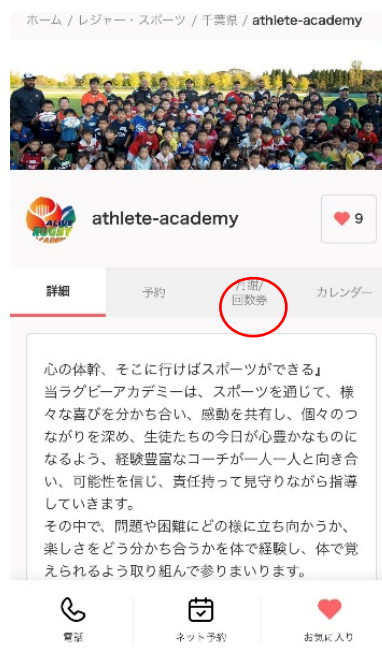 ホーム / レジャー・スポーツ / 千葉県 / athlete-academy
ALIVE
RUGBY
ACADEMY
athlete-academy
9
詳細
予約
月謝/
回数券
カレンダー
心の体幹、そこに行けばスポーツができる』
当ラグビーアカデミーは、スポーツを通じて、様
々な喜びを分かち合い、感動を共有し、個々のつ
ながりを深め、生徒たちの今日が心豊かなものに
なるよう、経験豊富なコーチが一人一人と向き合
い、可能性を信じ、責任持って見守りながら指導
していきます。
その中で、問題や困難にどの様に立ち向かうか、
楽しさをどう分かち合うかを体で経験し、体で覚
えられるよう取り組んで参りまいります。
電話
ネット予約
お気に入り